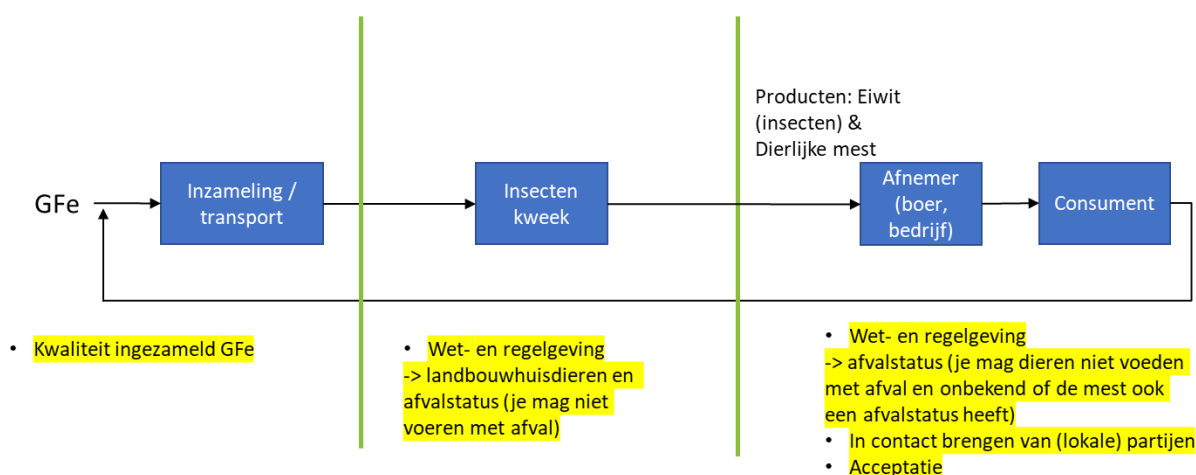 Producten: Eiwit
(insecten) &
Dierlijke mest
GFe
Inzameling /
transport
Insecten
kweek
Afnemer
(boer,
bedrijf)
Consument
• Kwaliteit ingezameld GFe
• Wet- en regelgeving
-> landbouwhuisdieren en
afvalstatus (je mag niet
voeren met afval)
• Wet- en regelgeving
-> afvalstatus (je mag dieren niet voeden
met afval en onbekend of de mest ook
een afvalstatus heeft)
• In contact brengen van (lokale) partijen
• Acceptatie